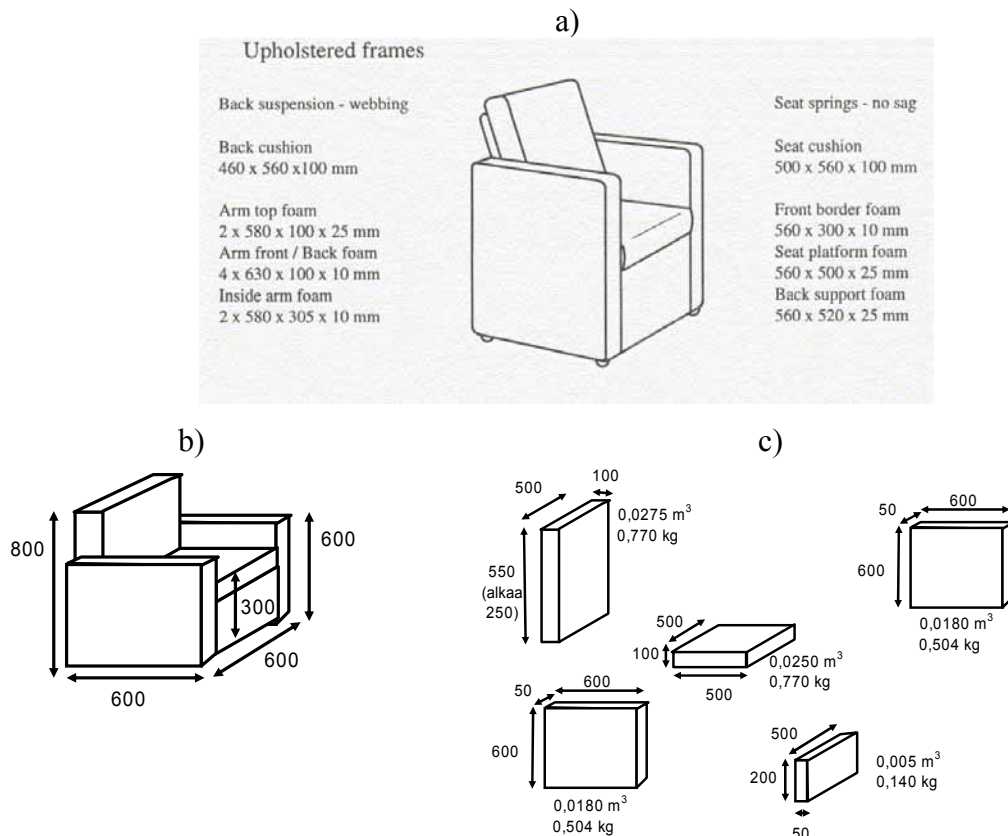 a)
Upholstered frames
Back suspension - webbing
Back cushion
460 x 560 x100 mm
Arm top foam
2 x 580 x 100 x 25 mm
Arm front / Back foam
4 x 630 x 100 x 10 mm
Inside arm foam
2 x 580 x 305 x 10 mm
Seat springs - no sag
Seat cushion
500 x 560 x 100 mm
Front border foam
560 x 300 x 10 mm
Seat platform foam
560 x 500 x 25 mm
Back support foam
560 x 520 x 25 mm
b)
800
600
300
600
600
c)
500
100
0,0275 m³
0,770 kg
550
(alkaa
250)
50
600
600
0,0180 m³
0,504 kg
500
100
0,0250 m³
0,770 kg
500
50
600
600
0,0180 m³
0,504 kg
500
200
0,005 m³
0,140 kg
50